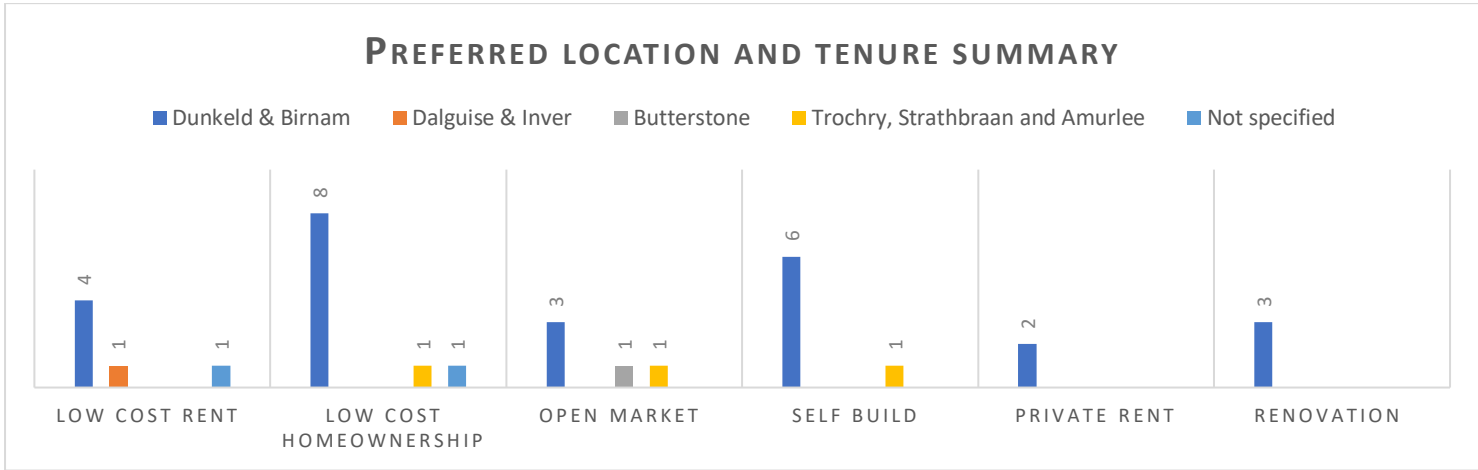 PREFERRED LOCATION AND TENURE SUMMARY
Dunkeld & Birnam Dalguise & Inver Butterstone Trochry, Strathbraan and Amurlee Not specified
4 1 1
8 1 1
3 1 1
6 1
2
3
LOW COST RENT
LOW COST
HOMEOWNERSHIP
OPEN MARKET
SELF BUILD
PRIVATE RENT
RENOVATION